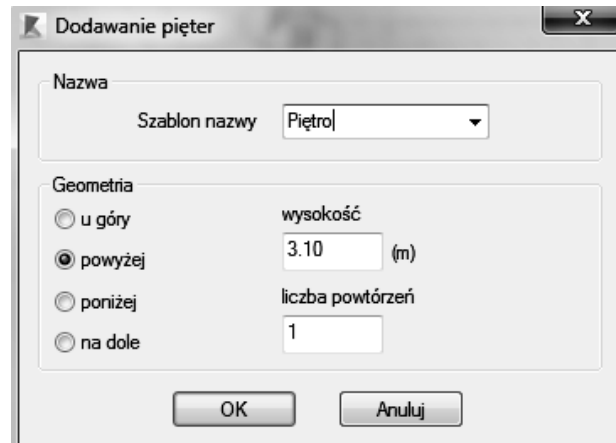 Dodawanie pięter
Nazwa
Szablon nazwy Piętro
Geometria
u góry wysokość
powyżej 3.10 (m)
poniżej liczba powtórzeń
na dole 1
OK Anuluj